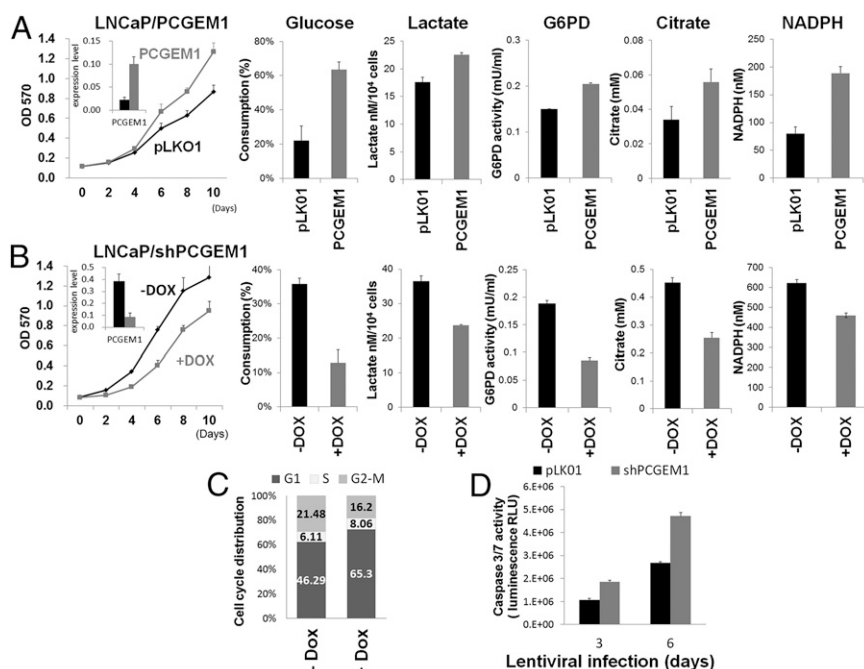 A
LNCaP/PCGEM1
Glucose
Lactate
G6PD
Citrate
NADPH
OD 570
1.4
1.2
1.0
0.8
0.6
0.4
0.2
0.0
0 2 4 6 8 10
(Days)
expression level
0.15
0.10
0.05
0.00
PCGEM1
PCGEM1
pLKO1
Consumption (%)
80%
60%
40%
20%
0%
pLK01
PCGEM1
Lactate nM/10⁴ cells
25
20
15
10
5
0
pLK01
PCGEM1
G6PD activity (mU/ml)
0.3
0.2
0.1
0
pLK01
PCGEM1
Citrate (mM)
0.08
0.06
0.04
0.02
0
pLK01
PCGEM1
NADPH (nM)
250
200
150
100
50
0
pLK01
PCGEM1
B
LNCaP/shPCGEM1
OD 570
1.4
1.2
1.0
0.8
0.6
0.4
0.2
0.0
0 2 4 6 8 10
(Days)
expression level
0.5
0.4
0.3
0.2
0.1
0.0
PCGEM1
-DOX
+DOX
Consumption (%)
40%
30%
20%
10%
0%
-DOX
+DOX
Lactate nM/10⁴ cells
40
30
20
10
0
-DOX
+DOX
G6PD activity (mU/ml)
0.25
0.2
0.15
0.1
0.05
0
-DOX
+DOX
Citrate (mM)
0.5
0.4
0.3
0.2
0.1
0
-DOX
+DOX
NADPH (nM)
700
600
500
400
300
200
100
0
-DOX
+DOX
C
G1 S G2-M
Cell cycle distribution
100%
80%
60%
40%
20%
0%
21.48
6.11
46.29
16.2
8.06
65.3
Dox
Dox
D
pLK01 shPCGEM1
Caspase 3/7 activity
( luminescence RLU)
6.E+06
5.E+06
4.E+06
3.E+06
2.E+06
1.E+06
0.E+06
3 6
Lentiviral infection (days)